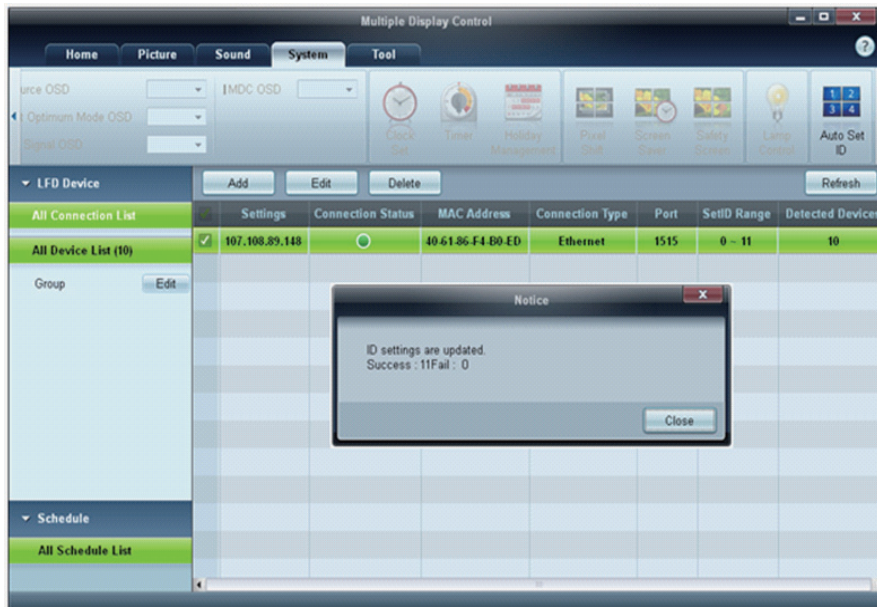 Multiple Display Control
Home Picture Sound System Tool
urce OSD
MDC OSD
Optimum Mode OSD
Signal OSD
Clock Set
Timer
Holiday Management
Pixel Shift
Screen Saver
Safety Screen
Lamp Control
1 2 3 4
Auto Set ID
LFD Device
Add Edit Delete Refresh
All Connection List
Settings Connection Status MAC Address Connection Type Port SetID Range Detected Devices
All Device List (10)
107.108.89.148 40-61-86-F4-B0-ED Ethernet 1515 0 ~ 11 10
Group Edit
Notice
ID settings are updated.
Success : 11Fail : 0
Close
Schedule
All Schedule List